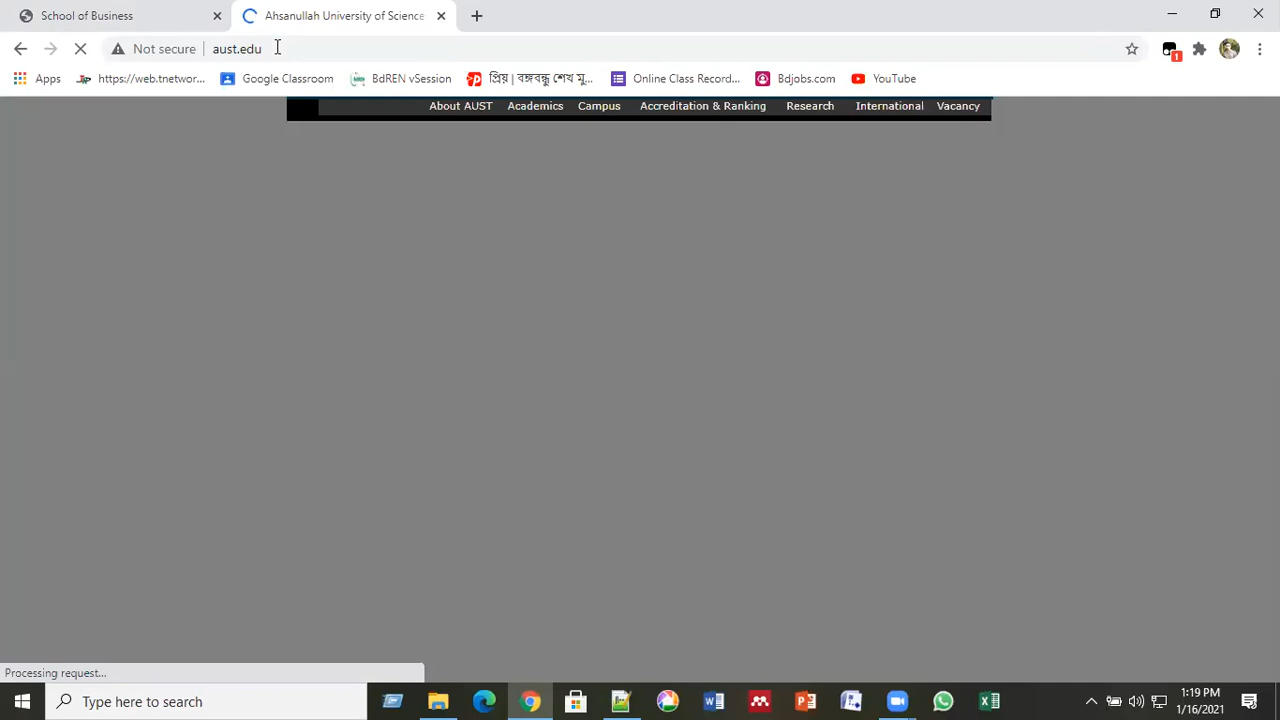 School of Business
Ahsanullah University of Science
Not secure
aust.edu
Apps
https://web.tnetwor...
Google Classroom
BdREN vSession
প্রিয় | বঙ্গবন্ধু শেখ মু...
Online Class Record...
Bdjobs.com
YouTube
1
About AUST Academics Campus Accreditation & Ranking Research International Vacancy
Processing request...
Type here to search
1:19 PM
1/16/2021